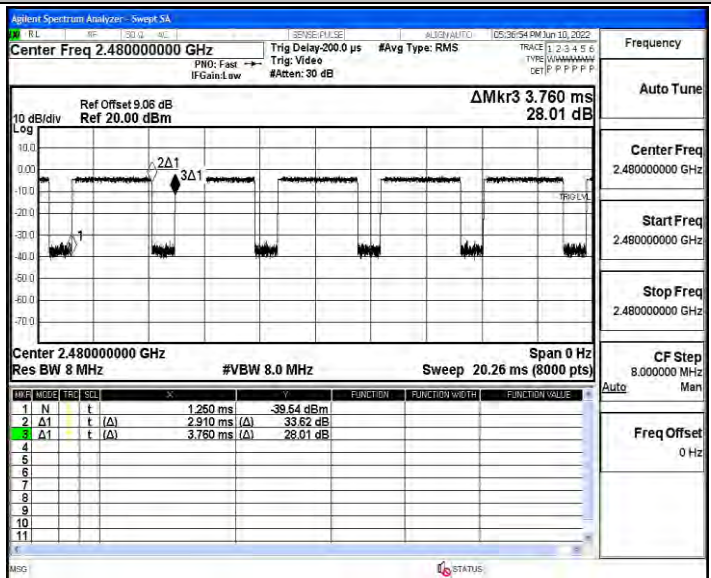 Agilent Spectrum Analyzer - Swept SA
RL RF 50 Ω AC SENSE:PULSE ALIGN AUTO 05:36:54 PM Jun 10, 2022
Center Freq 2.480000000 GHz
PNO: Fast
IFGain:Low
Trig Delay-200.0 µs
Trig: Video
#Atten: 30 dB
#Avg Type: RMS
TRACE 1 2 3 4 5 6
TYPE WWWWWW
DET P P P P P P
Ref Offset 9.06 dB
10 dB/div Ref 20.00 dBm
ΔMkr3 3.760 ms
28.01 dB
Log
10.0
0.00
-10.0
-20.0
-30.0
-40.0
-50.0
-60.0
-70.0
2Δ1
3Δ1
1
TRIG LVL
Center 2.480000000 GHz Span 0 Hz
Res BW 8 MHz #VBW 8.0 MHz Sweep 20.26 ms (8000 pts)
MKR MODE TRC SCL X Y FUNCTION FUNCTION WIDTH FUNCTION VALUE
1 N t 1.250 ms -39.54 dBm
2 Δ1 t (Δ) 2.910 ms (Δ) 33.62 dB
3 Δ1 t (Δ) 3.760 ms (Δ) 28.01 dB
4
5
6
7
8
9
10
11
MSG STATUS
Frequency
Auto Tune
Center Freq
2.480000000 GHz
Start Freq
2.480000000 GHz
Stop Freq
2.480000000 GHz
CF Step
8.000000 MHz
Auto Man
Freq Offset
0 Hz